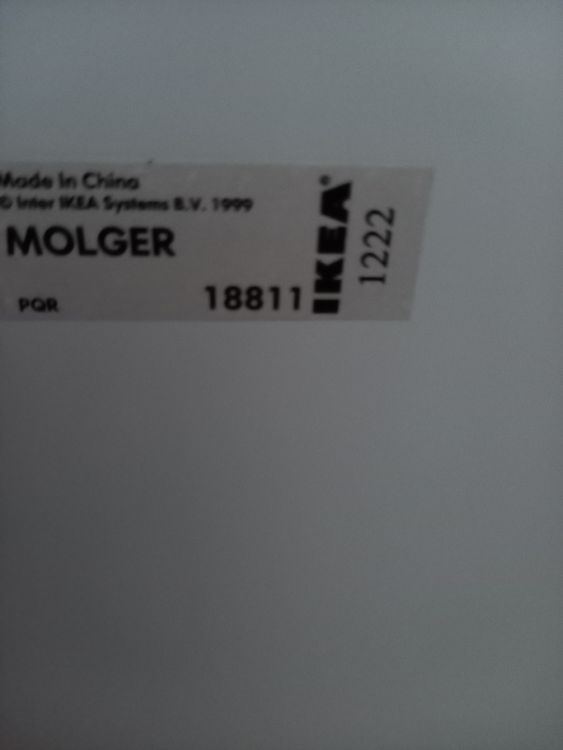 Made in China
© Inter IKEA Systems B.V. 1999
MOLGER
PQR
18811
IKEA®
1222